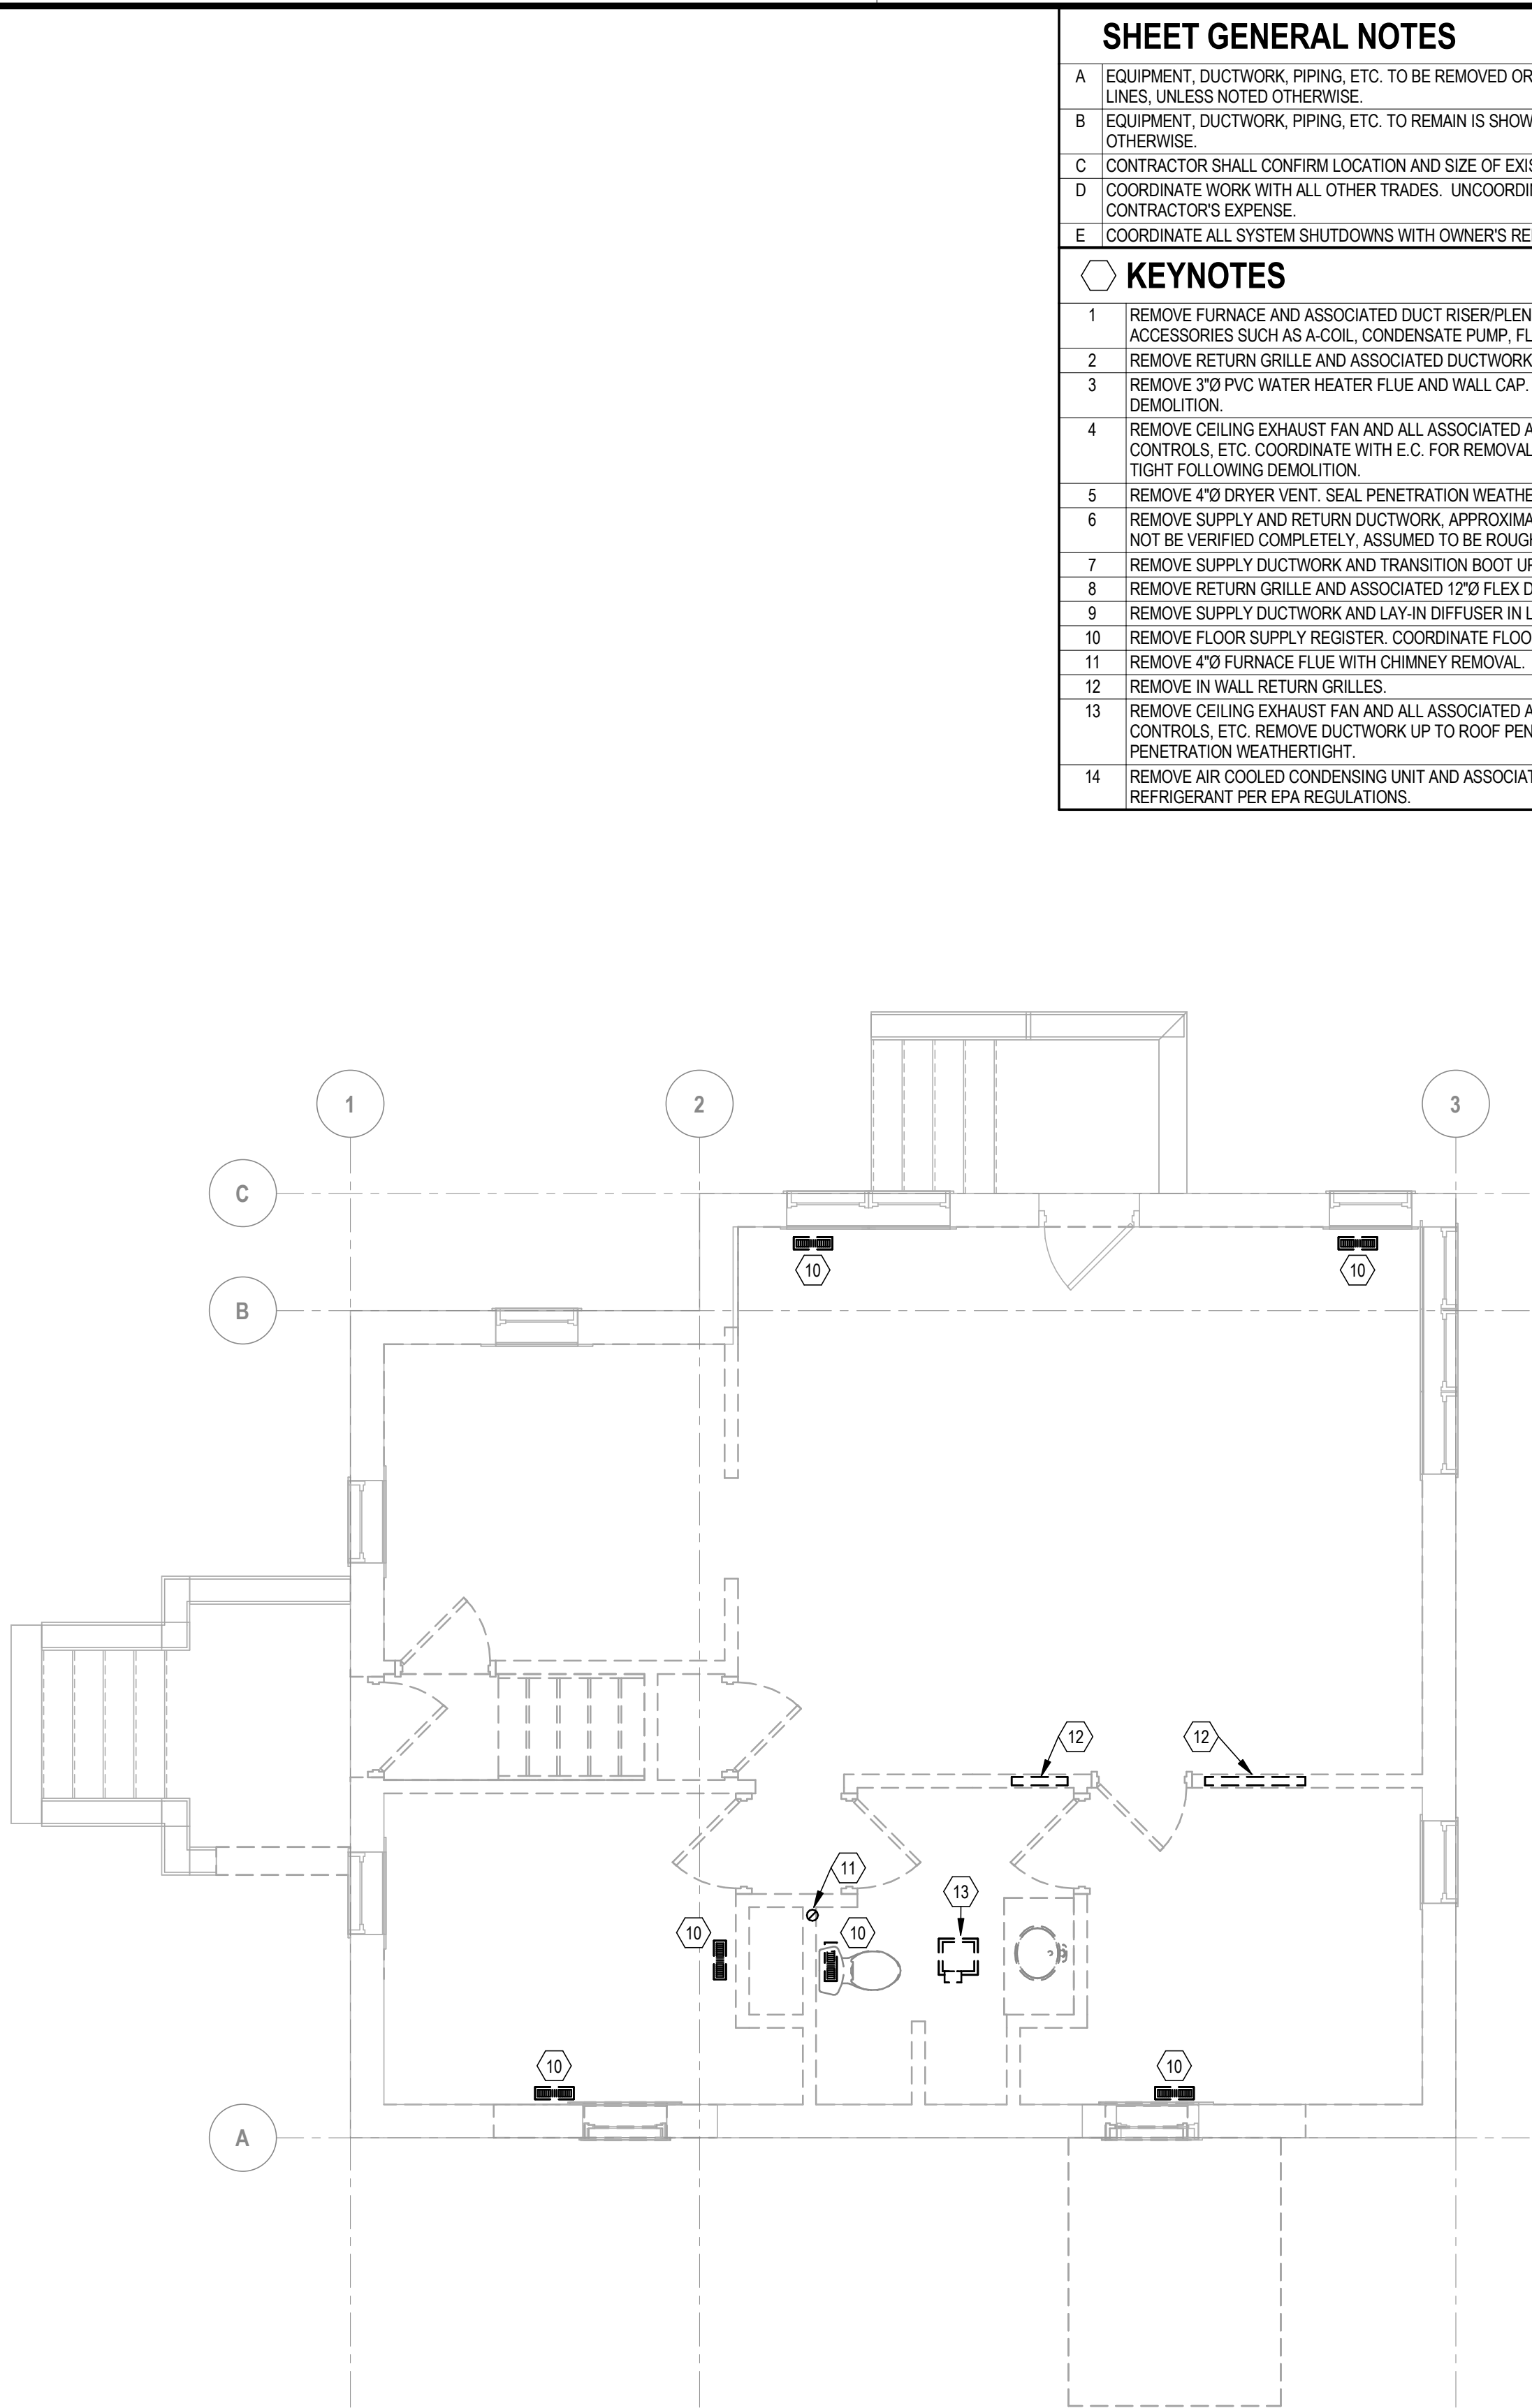 SHEET GENERAL NOTES
A EQUIPMENT, DUCTWORK, PIPING, ETC. TO BE REMOVED OR
LINES, UNLESS NOTED OTHERWISE.
B EQUIPMENT, DUCTWORK, PIPING, ETC. TO REMAIN IS SHOW
OTHERWISE.
C CONTRACTOR SHALL CONFIRM LOCATION AND SIZE OF EXIS
D COORDINATE WORK WITH ALL OTHER TRADES. UNCOORDI
CONTRACTOR'S EXPENSE.
E COORDINATE ALL SYSTEM SHUTDOWNS WITH OWNER'S RE
KEYNOTES
1 REMOVE FURNACE AND ASSOCIATED DUCT RISER/PLEN
ACCESSORIES SUCH AS A-COIL, CONDENSATE PUMP, FL
2 REMOVE RETURN GRILLE AND ASSOCIATED DUCTWORK
3 REMOVE 3"Ø PVC WATER HEATER FLUE AND WALL CAP.
DEMOLITION.
4 REMOVE CEILING EXHAUST FAN AND ALL ASSOCIATED A
CONTROLS, ETC. COORDINATE WITH E.C. FOR REMOVAL
TIGHT FOLLOWING DEMOLITION.
5 REMOVE 4"Ø DRYER VENT. SEAL PENETRATION WEATHE
6 REMOVE SUPPLY AND RETURN DUCTWORK, APPROXIMA
NOT BE VERIFIED COMPLETELY, ASSUMED TO BE ROUGH
7 REMOVE SUPPLY DUCTWORK AND TRANSITION BOOT UP
8 REMOVE RETURN GRILLE AND ASSOCIATED 12"Ø FLEX D
9 REMOVE SUPPLY DUCTWORK AND LAY-IN DIFFUSER IN L
10 REMOVE FLOOR SUPPLY REGISTER. COORDINATE FLOO
11 REMOVE 4"Ø FURNACE FLUE WITH CHIMNEY REMOVAL.
12 REMOVE IN WALL RETURN GRILLES.
13 REMOVE CEILING EXHAUST FAN AND ALL ASSOCIATED A
CONTROLS, ETC. REMOVE DUCTWORK UP TO ROOF PEN
PENETRATION WEATHERTIGHT.
14 REMOVE AIR COOLED CONDENSING UNIT AND ASSOCIAT
REFRIGERANT PER EPA REGULATIONS.
1 2 3
C
10 10
B
12 12
11
13
10 10
10 10
A